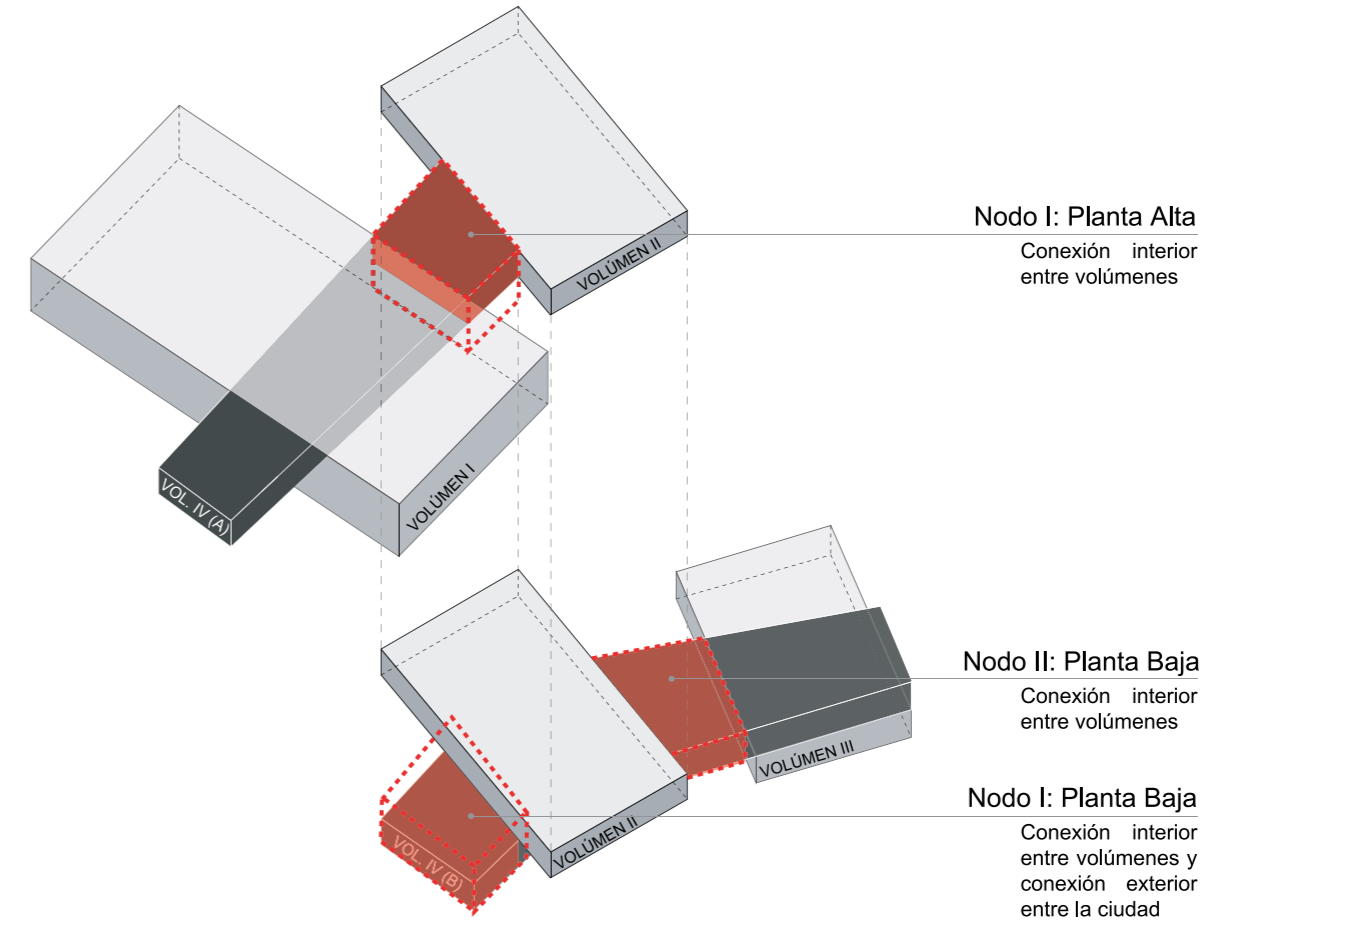 Nodo I: Planta Alta
Conexión interior
entre volúmenes
VOLÚMEN II
VOLÚMEN I
VOL. IV (A)
Nodo II: Planta Baja
Conexión interior
entre volúmenes
VOLÚMEN III
Nodo I: Planta Baja
Conexión interior
entre volúmenes y
conexión exterior
entre la ciudad
VOLÚMEN II
VOL. IV (B)